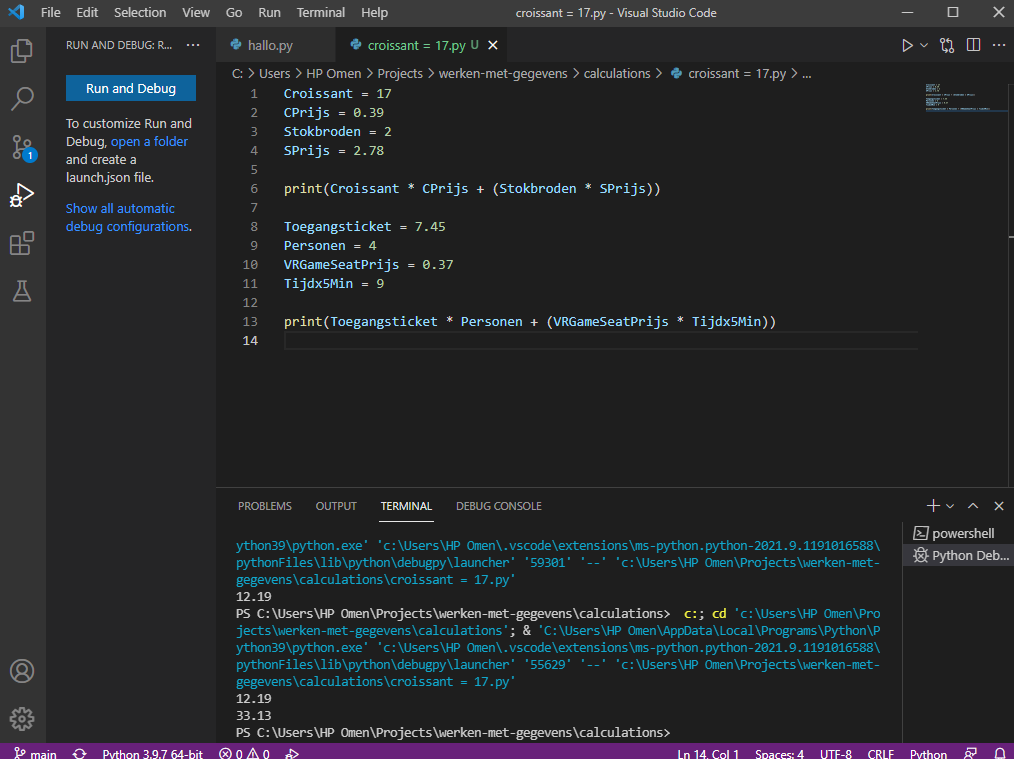 File Edit Selection View Go Run Terminal Help croissant = 17.py - Visual Studio Code
RUN AND DEBUG: R... ···
hallo.py croissant = 17.py U
C: > Users > HP Omen > Projects > werken-met-gegevens > calculations > croissant = 17.py > ...
Run and Debug
To customize Run and
Debug, open a folder
and create a
launch.json file.
Show all automatic
debug configurations.
1
1 Croissant = 17
2 CPrijs = 0.39
3 Stokbroden = 2
4 SPrijs = 2.78
5
6 print(Croissant * CPrijs + (Stokbroden * SPrijs))
7
8 Toegangsticket = 7.45
9 Personen = 4
10 VRGameSeatPrijs = 0.37
11 Tijdx5Min = 9
12
13 print(Toegangsticket * Personen + (VRGameSeatPrijs * Tijdx5Min))
14
PROBLEMS OUTPUT TERMINAL DEBUG CONSOLE
powershell
Python Deb...
ython39\python.exe' 'c:\Users\HP Omen\.vscode\extensions\ms-python.python-2021.9.1191016588\
pythonFiles\lib\python\debugpy\launcher' '59301' '--' 'c:\Users\HP Omen\Projects\werken-met-
gegevens\calculations\croissant = 17.py'
12.19
PS C:\Users\HP Omen\Projects\werken-met-gegevens\calculations> c:; cd 'c:\Users\HP Omen\Pro
jects\werken-met-gegevens\calculations'; & 'C:\Users\HP Omen\AppData\Local\Programs\Python\P
ython39\python.exe' 'c:\Users\HP Omen\.vscode\extensions\ms-python.python-2021.9.1191016588\
pythonFiles\lib\python\debugpy\launcher' '55629' '--' 'c:\Users\HP Omen\Projects\werken-met-
gegevens\calculations\croissant = 17.py'
12.19
33.13
PS C:\Users\HP Omen\Projects\werken-met-gegevens\calculations>
main Python 3.9.7 64-bit 0 0 Ln 14, Col 1 Spaces: 4 UTF-8 CRLF Python